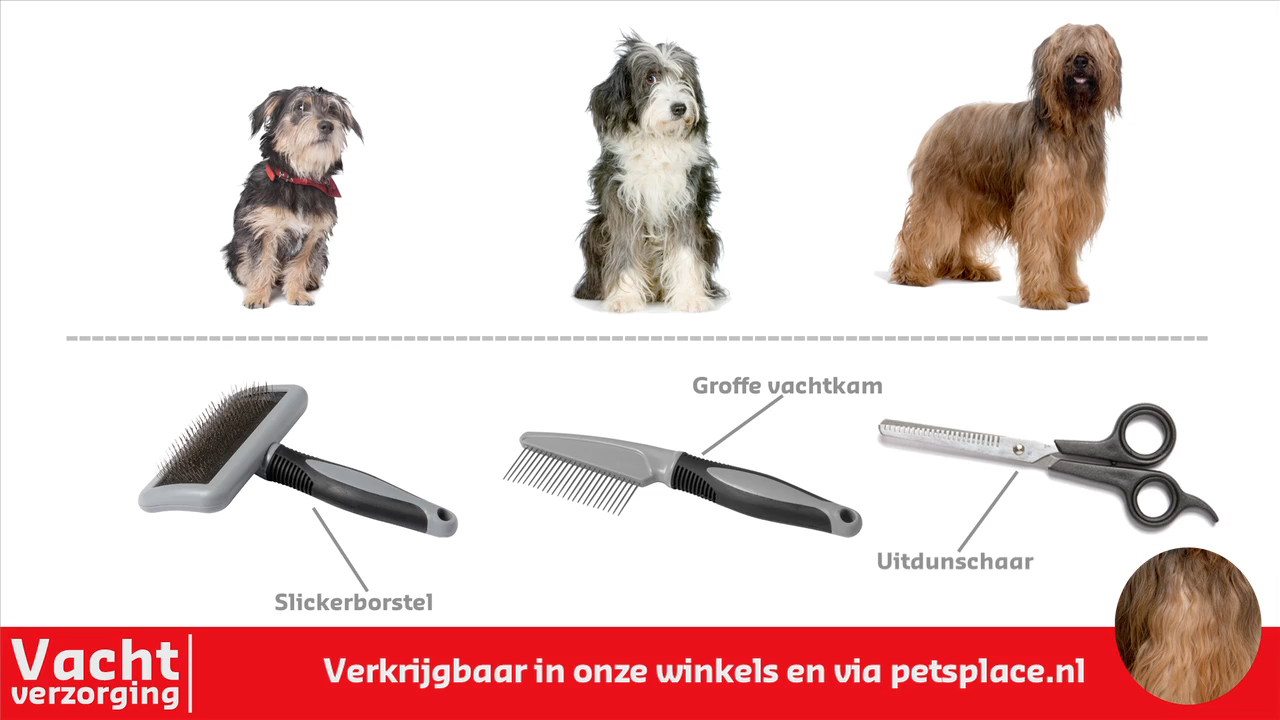 Groffe vachtkam
Uitdunschaar
Slickerborstel
Vacht
verzorging
Verkrijgbaar in onze winkels en via petsplace.nl